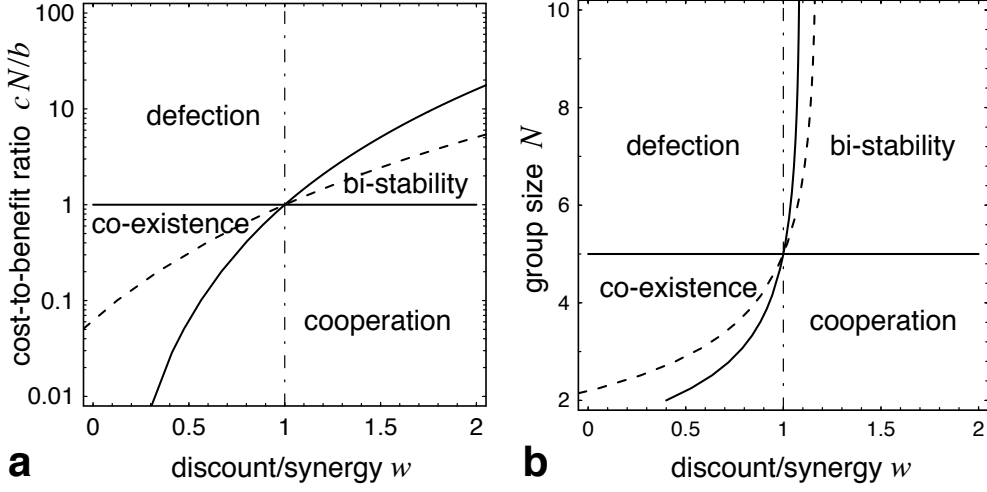 cost-to-benefit ratio c N/b
100
10
1
0.1
0.01
defection
bi-stability
co-existence
cooperation
0
0.5
1
1.5
2
a
discount/synergy w
group size N
10
8
6
4
2
defection
bi-stability
co-existence
cooperation
0
0.5
1
1.5
2
b
discount/synergy w